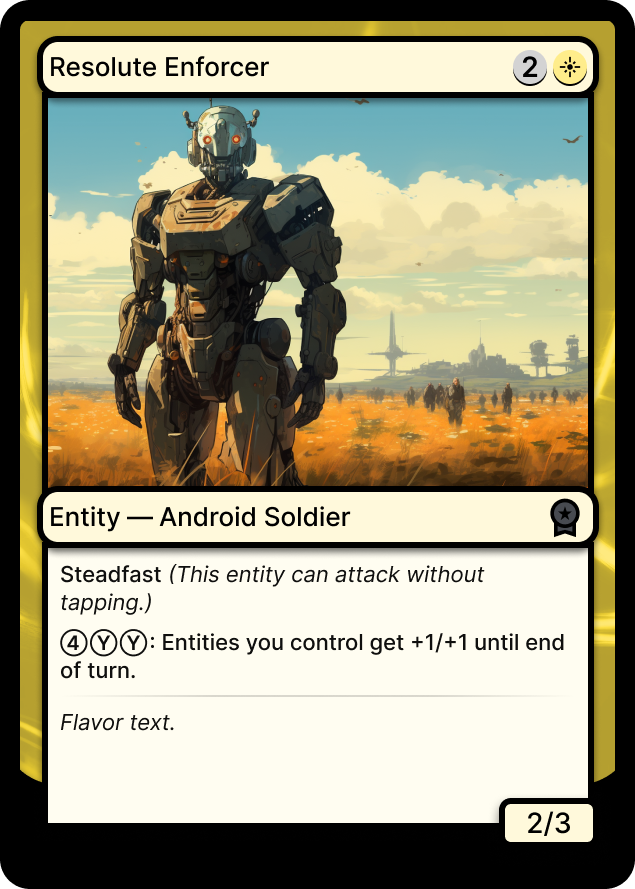 Resolute Enforcer 2
Entity — Android Soldier
Steadfast (This entity can attack without
tapping.)
4YY: Entities you control get +1/+1 until end
of turn.
Flavor text.
2/3